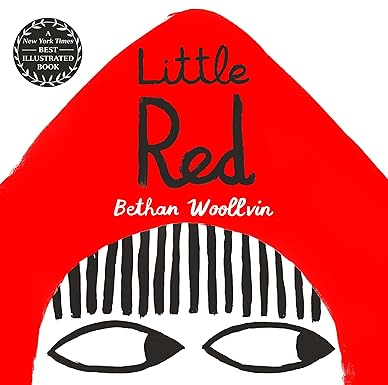 A
New York Times
BEST
ILLUSTRATED
BOOK
Little
Red
Bethan Woollvin